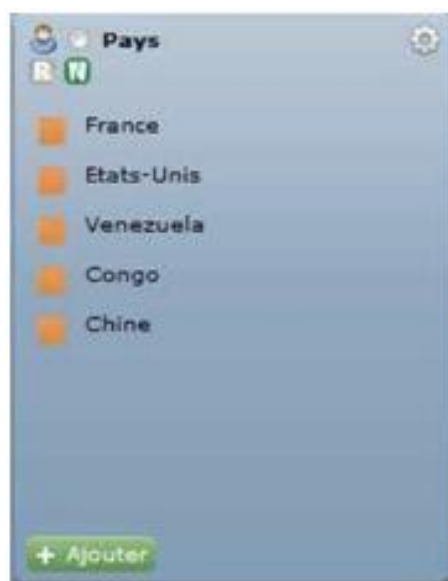 Pays
R N
France
Etats-Unis
Venezuela
Congo
Chine
+ Ajouter